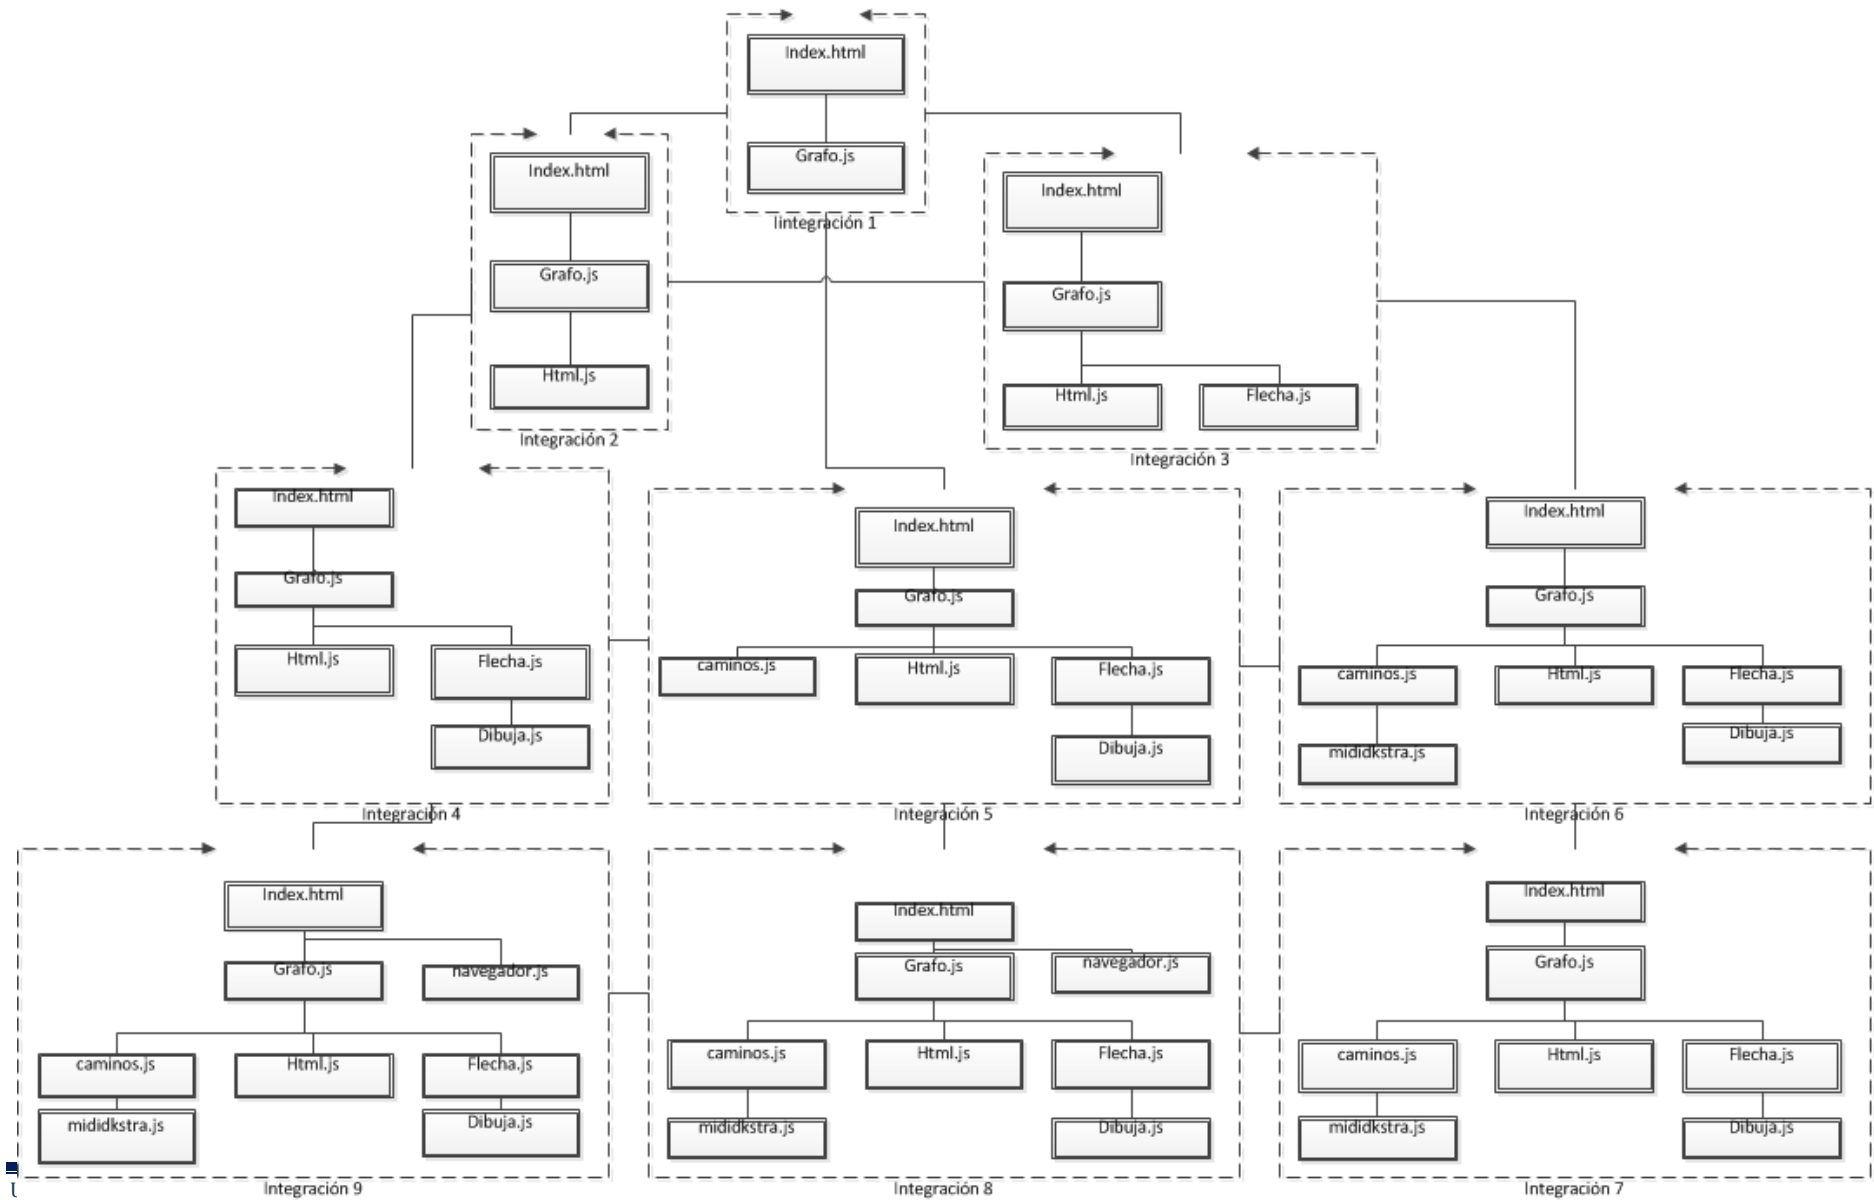 Index.html
Grafo.js
Iintegración 1
Index.html
Grafo.js
Html.js
Integración 2
Index.html
Grafo.js
Html.js Flecha.js
Integración 3
Index.html
Grafo.js
Html.js Flecha.js
Dibuja.js
Integración 4
Index.html
Grafo.js
caminos.js Html.js Flecha.js
Dibuja.js
Integración 5
Index.html
Grafo.js
caminos.js Html.js Flecha.js
mididkstra.js Dibuja.js
Integración 6
Index.html
Grafo.js navegador.js
caminos.js Html.js Flecha.js
mididkstra.js Dibuja.js
Integración 9
Index.html
Grafo.js navegador.js
caminos.js Html.js Flecha.js
mididkstra.js Dibuja.js
Integración 8
Index.html
Grafo.js
caminos.js Html.js Flecha.js
mididkstra.js Dibuja.js
Integración 7